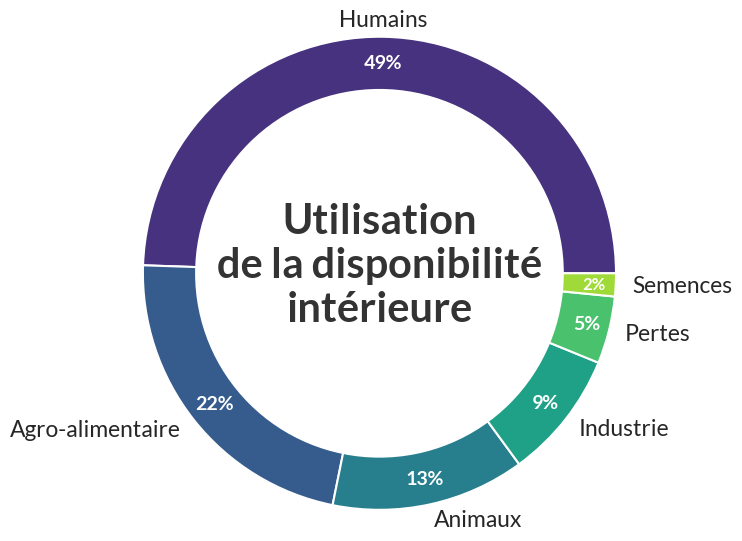 Humains
49%
Utilisation
de la disponibilité
intérieure
2%
Semences
5%
Pertes
9%
Industrie
22%
Agro-alimentaire
13%
Animaux